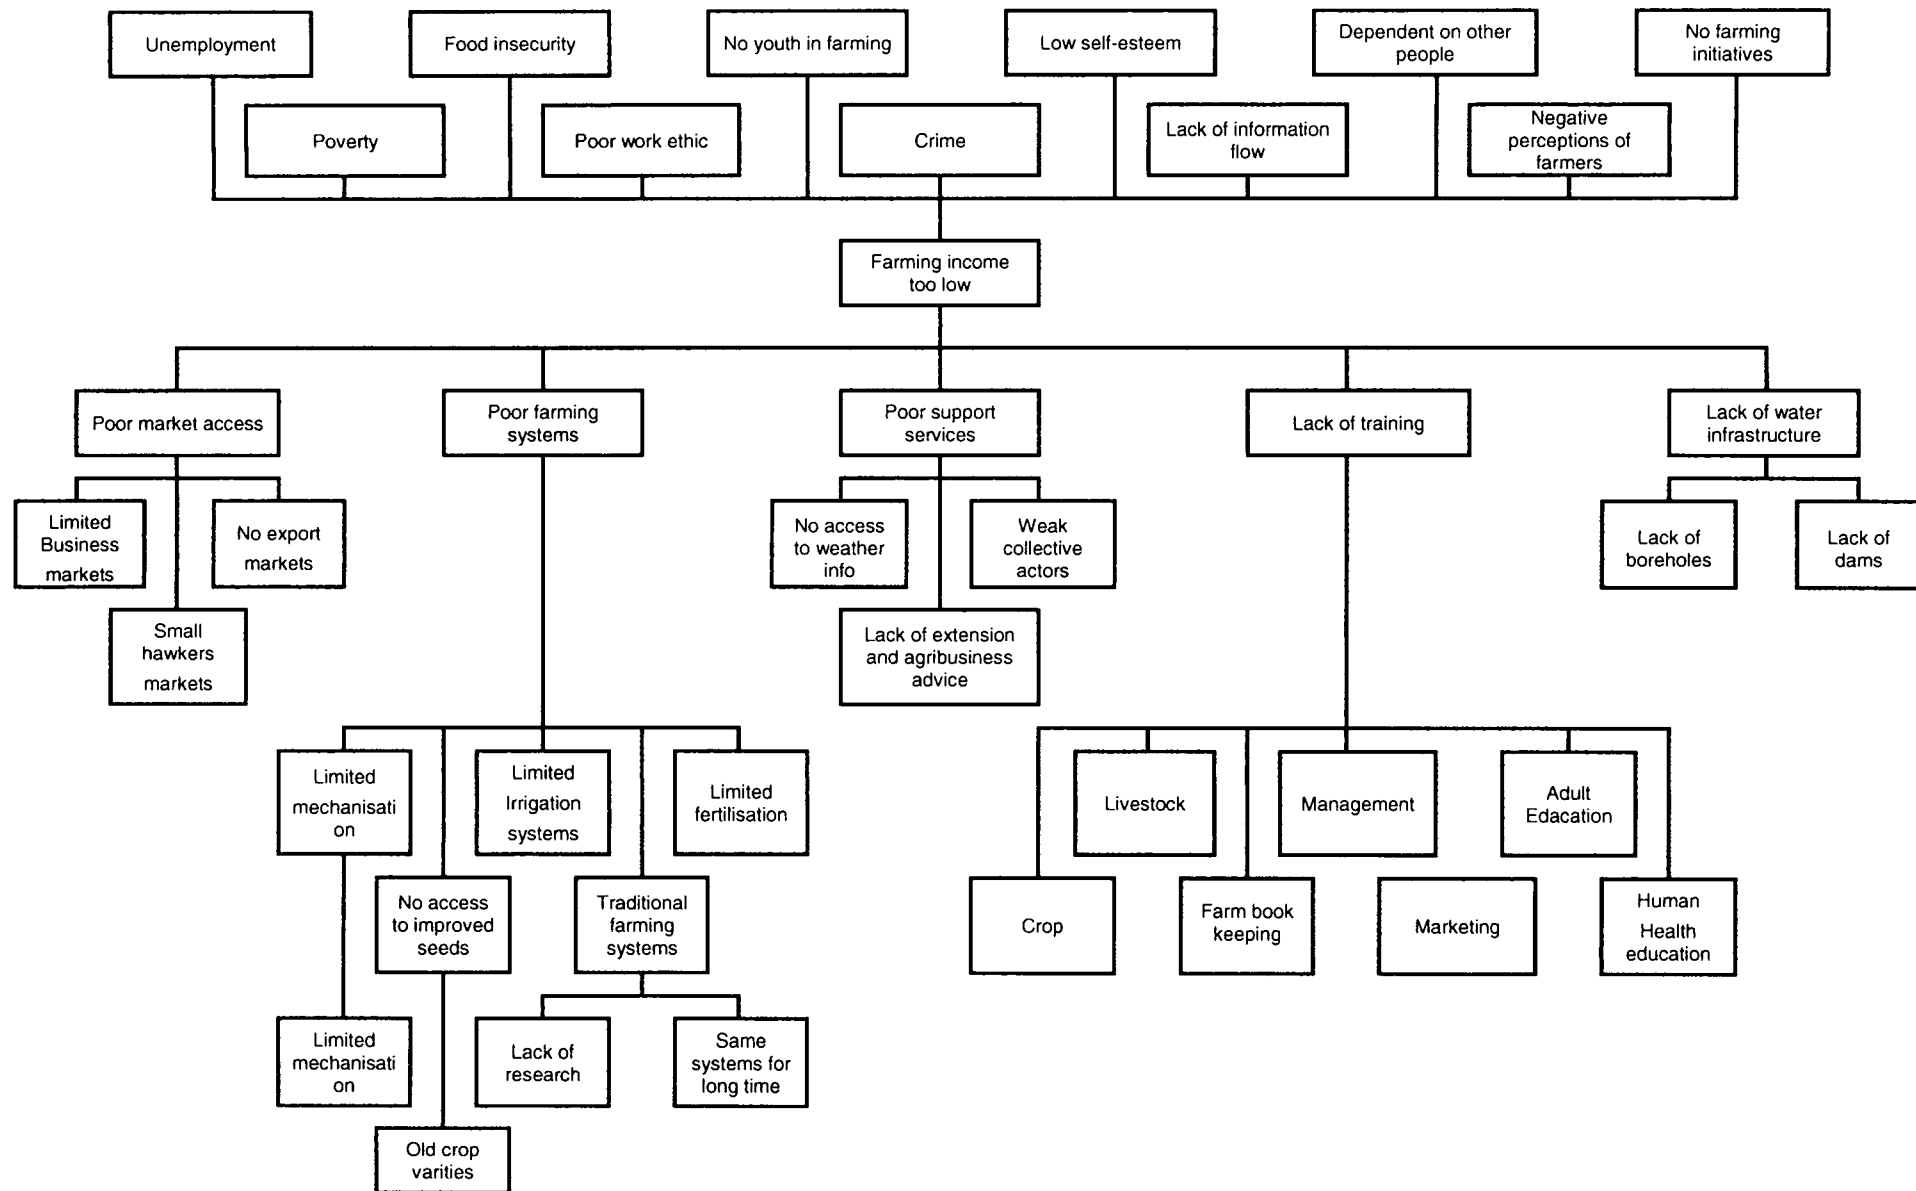 Unemployment
Food insecurity
No youth in farming
Low self-esteem
Dependent on other
people
No farming
initiatives
Poverty
Poor work ethic
Crime
Lack of information
flow
Negative
perceptions of
farmers
Farming income
too low
Poor market access
Poor farming
systems
Poor support
services
Lack of training
Lack of water
infrastructure
Limited
Business
markets
No export
markets
No access
to weather
info
Weak
collective
actors
Lack of
boreholes
Lack of
dams
Small
hawkers
markets
Lack of extension
and agribusiness
advice
Limited
mechanisati
on
Limited
Irrigation
systems
Limited
fertilisation
Livestock
Management
Adult
Edacation
No access
to improved
seeds
Traditional
farming
systems
Crop
Farm book
keeping
Marketing
Human
Health
education
Limited
mechanisati
on
Lack of
research
Same
systems for
long time
Old crop
varities